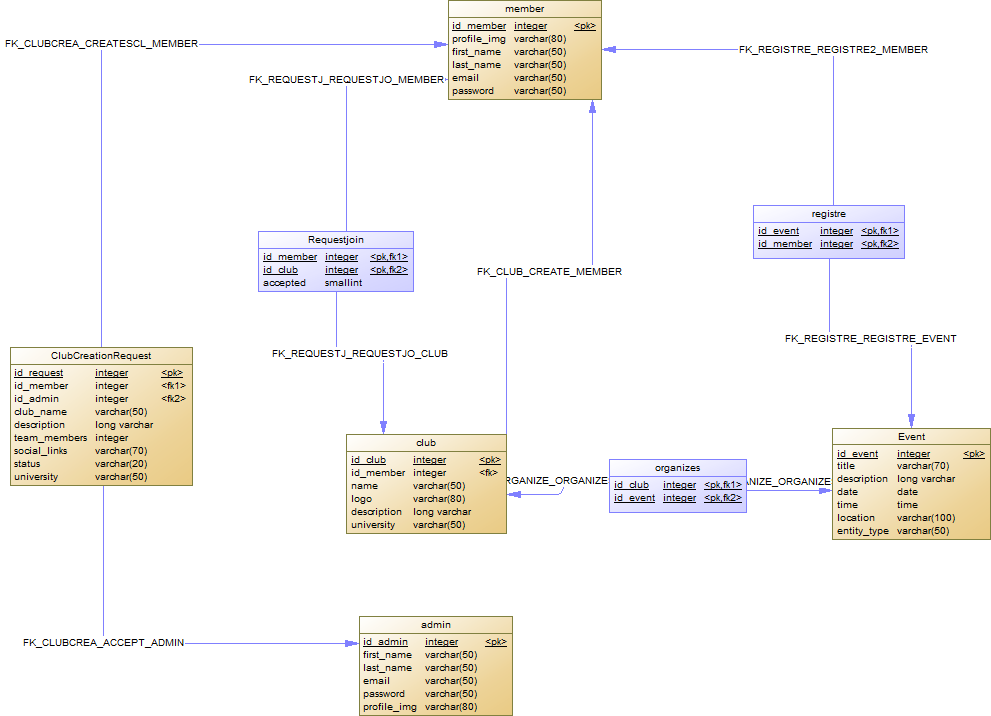 member
id_member integer <pk>
profile_img varchar(80)
first_name varchar(50)
last_name varchar(50)
email varchar(50)
password varchar(50)
FK_CLUBCREA_CREATESCL_MEMBER
FK_REGISTRE_REGISTRE2_MEMBER
FK_REQUESTJ_REQUESTJO_MEMBER
registre
id_event integer <pk,fk1>
id_member integer <pk,fk2>
Requestjoin
id_member integer <pk,fk1>
id_club integer <pk,fk2>
accepted smallint
FK_CLUB_CREATE_MEMBER
FK_REGISTRE_REGISTRE_EVENT
FK_REQUESTJ_REQUESTJO_CLUB
ClubCreationRequest
id_request integer <pk>
id_member integer <fk1>
id_admin integer <fk2>
club_name varchar(50)
description long varchar
team_members integer
social_links varchar(70)
status varchar(20)
university varchar(50)
club
id_club integer <pk>
id_member integer <fk>
name varchar(50)
logo varchar(80)
description long varchar
university varchar(50)
RGANIZE_ORGANIZE
organizes
id_club integer <pk,fk1>
id_event integer <pk,fk2>
NIZE_ORGANIZE
Event
id_event integer <pk>
title varchar(70)
description long varchar
date date
time time
location varchar(100)
entity_type varchar(50)
FK_CLUBCREA_ACCEPT_ADMIN
admin
id_admin integer <pk>
first_name varchar(50)
last_name varchar(50)
email varchar(50)
password varchar(50)
profile_img varchar(80)